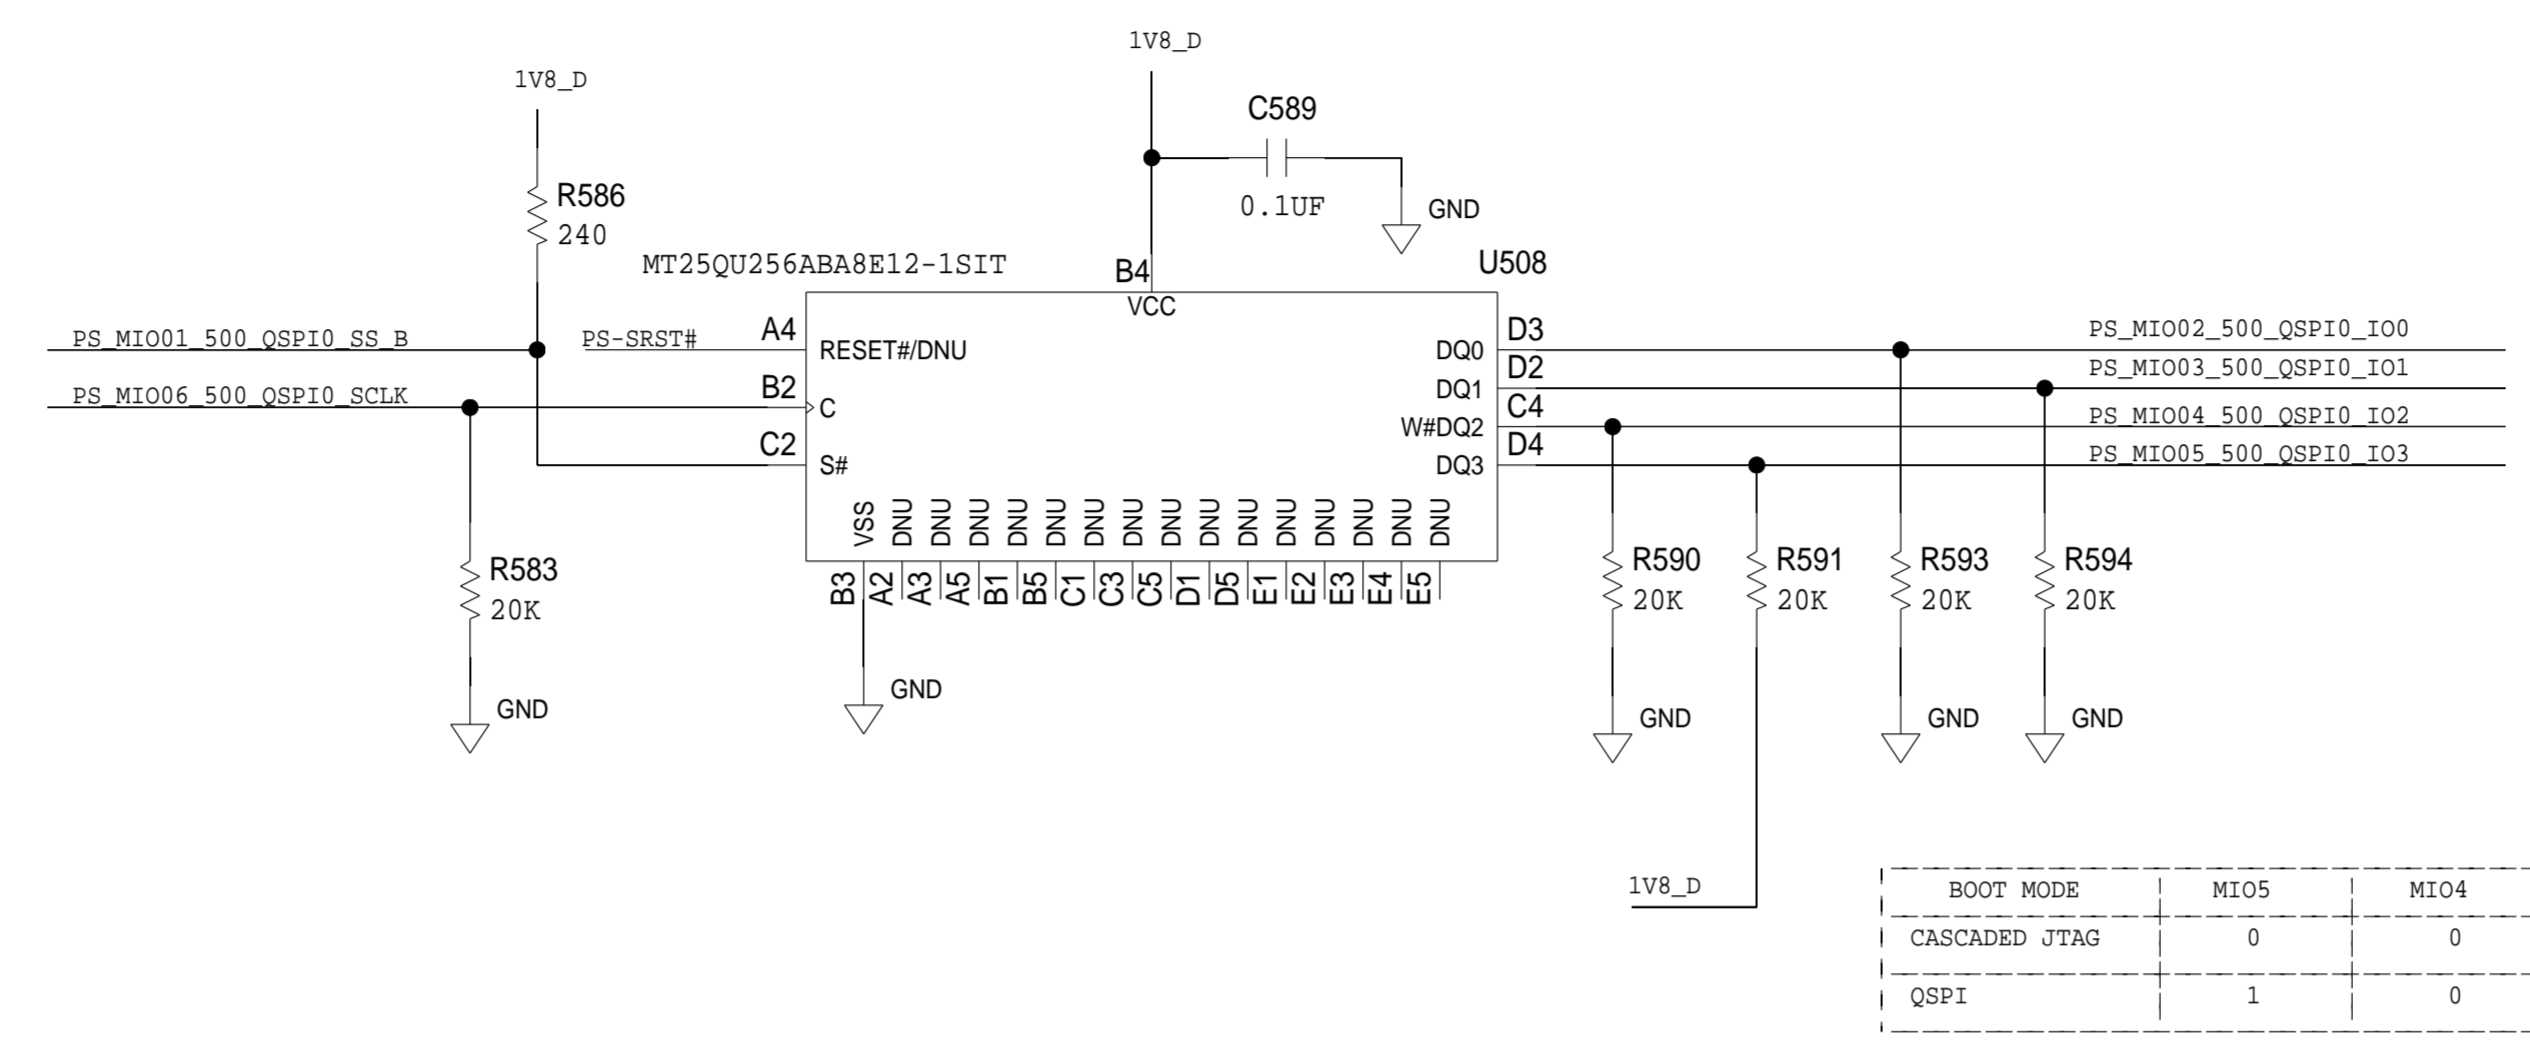 1V8_D
1V8_D
C589
0.1UF
GND
R586
240
MT25QU256ABA8E12-1SIT
B4
U508
VCC
PS_MIO01_500_QSPI0_SS_B
PS-SRST#
A4
RESET#/DNU
DQ0
D3
PS_MIO02_500_QSPI0_IO0
DQ1
D2
PS_MIO03_500_QSPI0_IO1
PS_MIO06_500_QSPI0_SCLK
B2
C
W#DQ2
C4
PS_MIO04_500_QSPI0_IO2
C2
S#
DQ3
D4
PS_MIO05_500_QSPI0_IO3
VSS DNU DNU DNU DNU DNU DNU DNU DNU DNU DNU DNU DNU DNU DNU DNU
B3 A2 A3 A5 B1 B5 C1 C3 C5 D1 D5 E1 E2 E3 E4 E5
R583
20K
GND
GND
R590
20K
GND
R591
20K
R593
20K
GND
R594
20K
GND
1V8_D
BOOT MODE MIO5 MIO4
CASCADED JTAG 0 0
QSPI 1 0